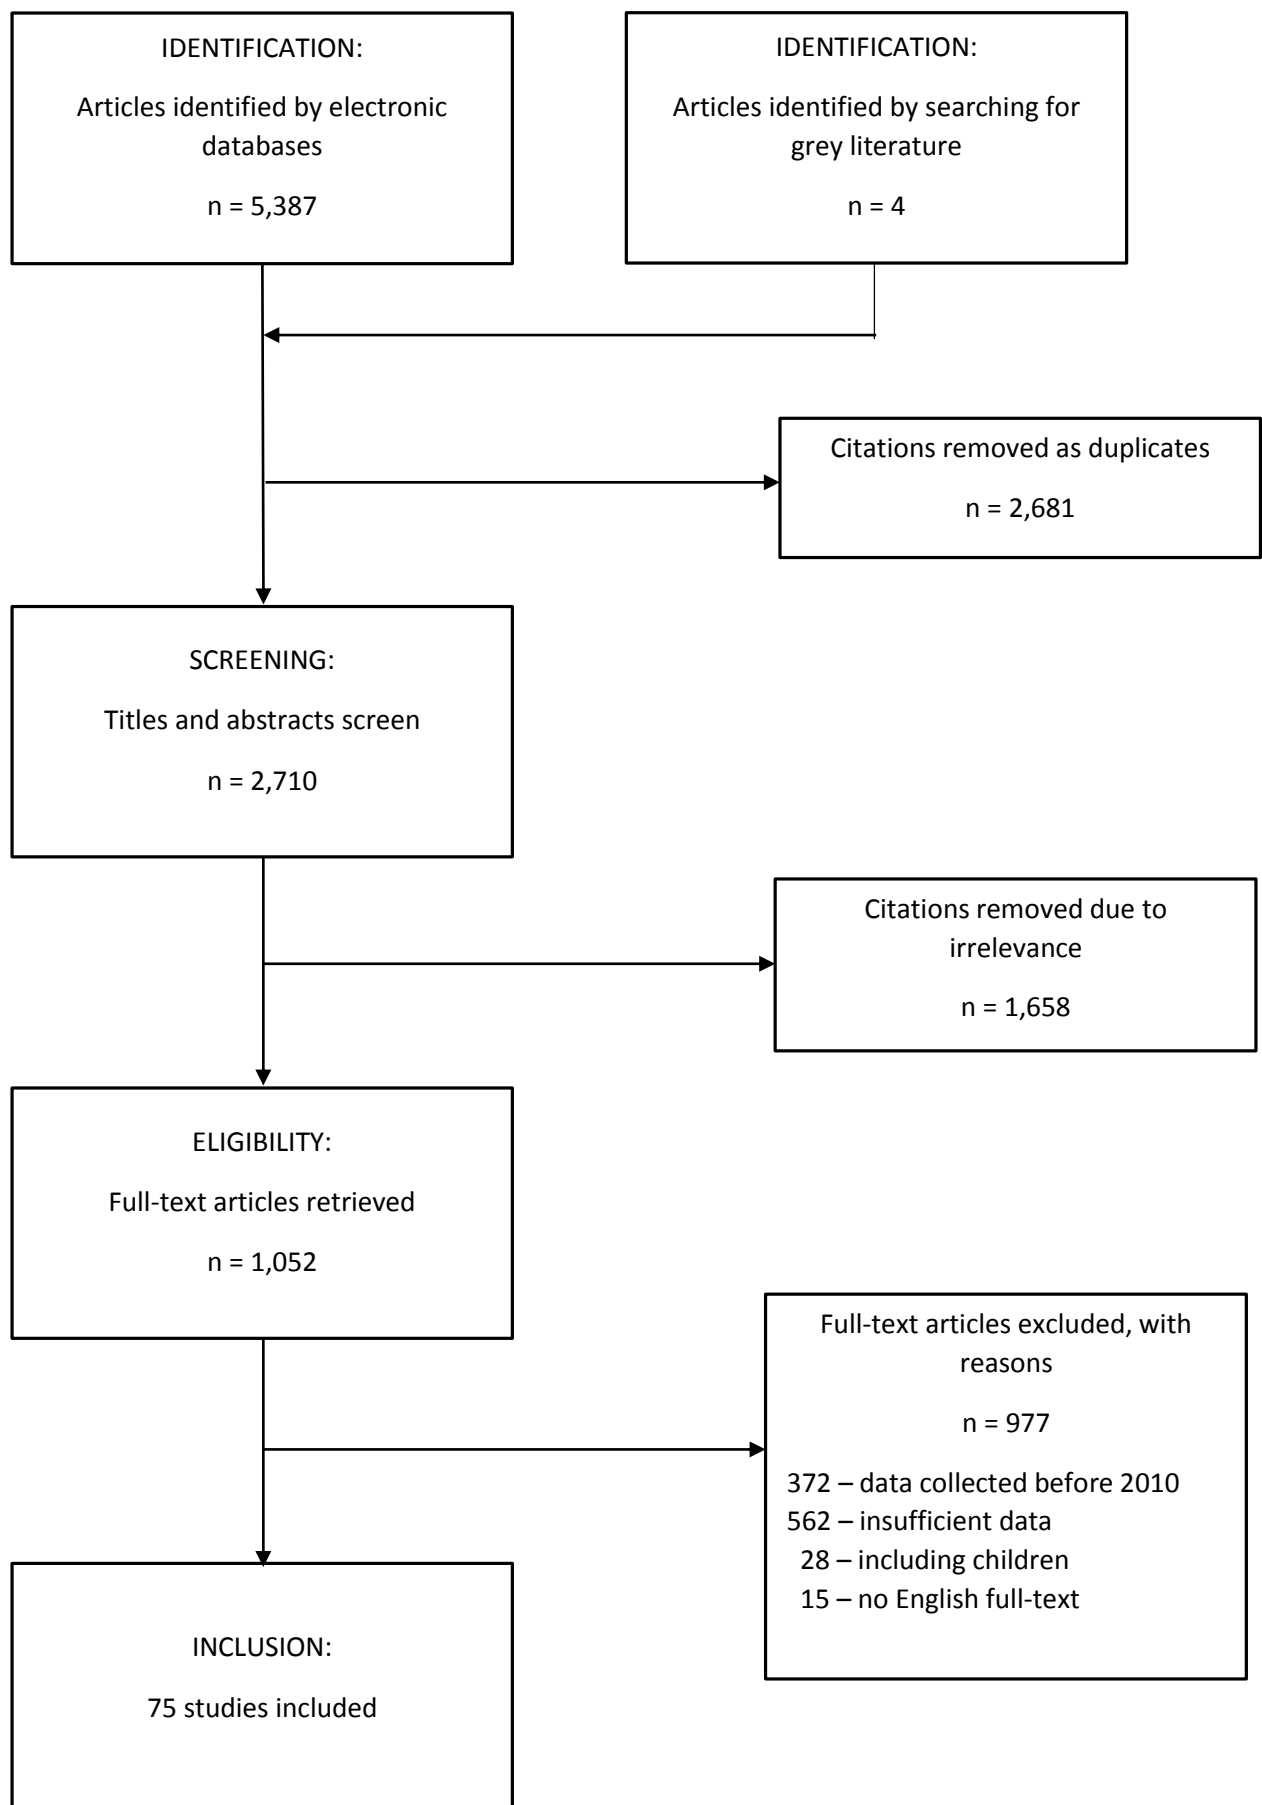 IDENTIFICATION:
Articles identified by electronic
databases
n = 5,387
IDENTIFICATION:
Articles identified by searching for
grey literature
n = 4
Citations removed as duplicates
n = 2,681
SCREENING:
Titles and abstracts screen
n = 2,710
Citations removed due to
irrelevance
n = 1,658
ELIGIBILITY:
Full-text articles retrieved
n = 1,052
Full-text articles excluded, with
reasons
n = 977
372 – data collected before 2010
562 – insufficient data
28 – including children
15 – no English full-text
INCLUSION:
75 studies included